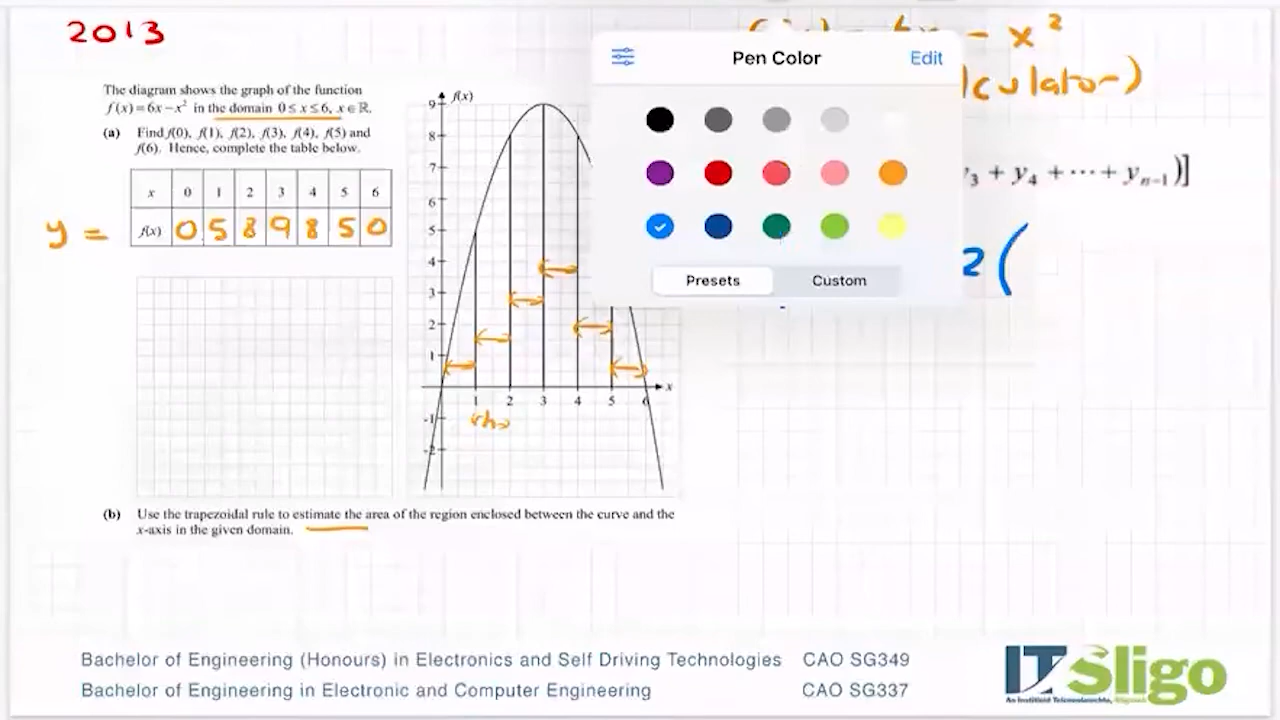 2013
- x²
Pen Color
Edit
lculator)
The diagram shows the graph of the function
f(x)=6x−x² in the domain 0≤x≤6, x∈ℝ.
(a) Find f(0), f(1), f(2), f(3), f(4), f(5) and
f(6). Hence, complete the table below.
x 0 1 2 3 4 5 6
y = f(x) 0 5 8 9 8 5 0
f(x)
9
8
7
6
5
4
3
2
1
-1
-2
1 2 3 4 5 6 x
h
3 + y4 + ··· + yn−1)]
2(
Presets
Custom
(b) Use the trapezoidal rule to estimate the area of the region enclosed between the curve and the
x-axis in the given domain.
Bachelor of Engineering (Honours) in Electronics and Self Driving Technologies CAO SG349
Bachelor of Engineering in Electronic and Computer Engineering CAO SG337
IT Sligo